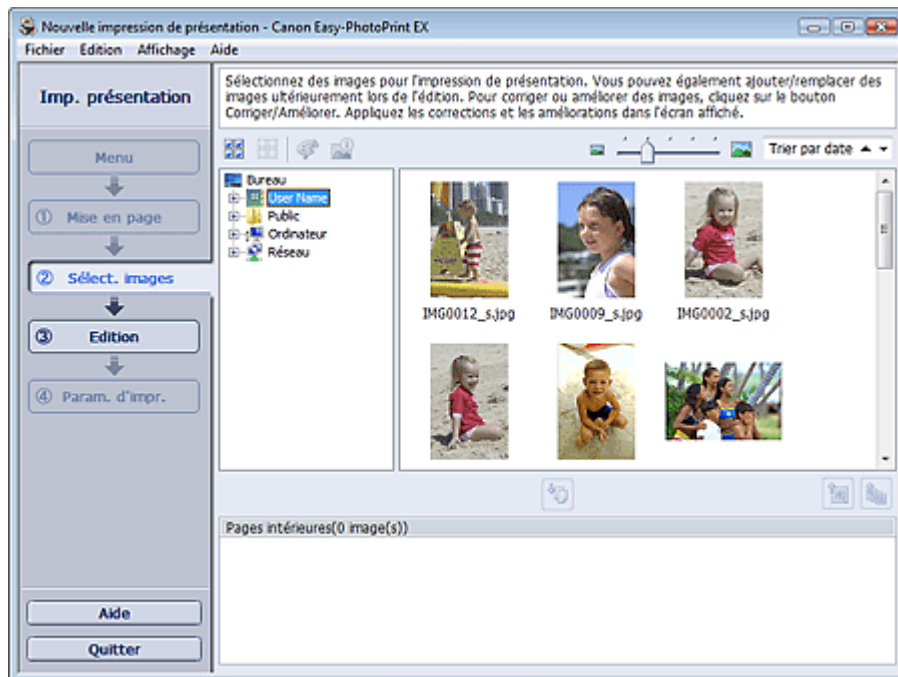 Nouvelle impression de présentation - Canon Easy-PhotoPrint EX
Fichier Edition Affichage Aide
Imp. présentation
Sélectionnez des images pour l'impression de présentation. Vous pouvez également ajouter/remplacer des
images ultérieurement lors de l'édition. Pour corriger ou améliorer des images, cliquez sur le bouton
Corriger/Améliorer. Appliquez les corrections et les améliorations dans l'écran affiché.
Menu
① Mise en page
② Sélect. images
③ Edition
④ Param. d'impr.
Aide
Quitter
Trier par date
Bureau
User Name
Public
Ordinateur
Réseau
IMG0012_s.jpg IMG0009_s.jpg IMG0002_s.jpg
Pages intérieures(0 image(s))